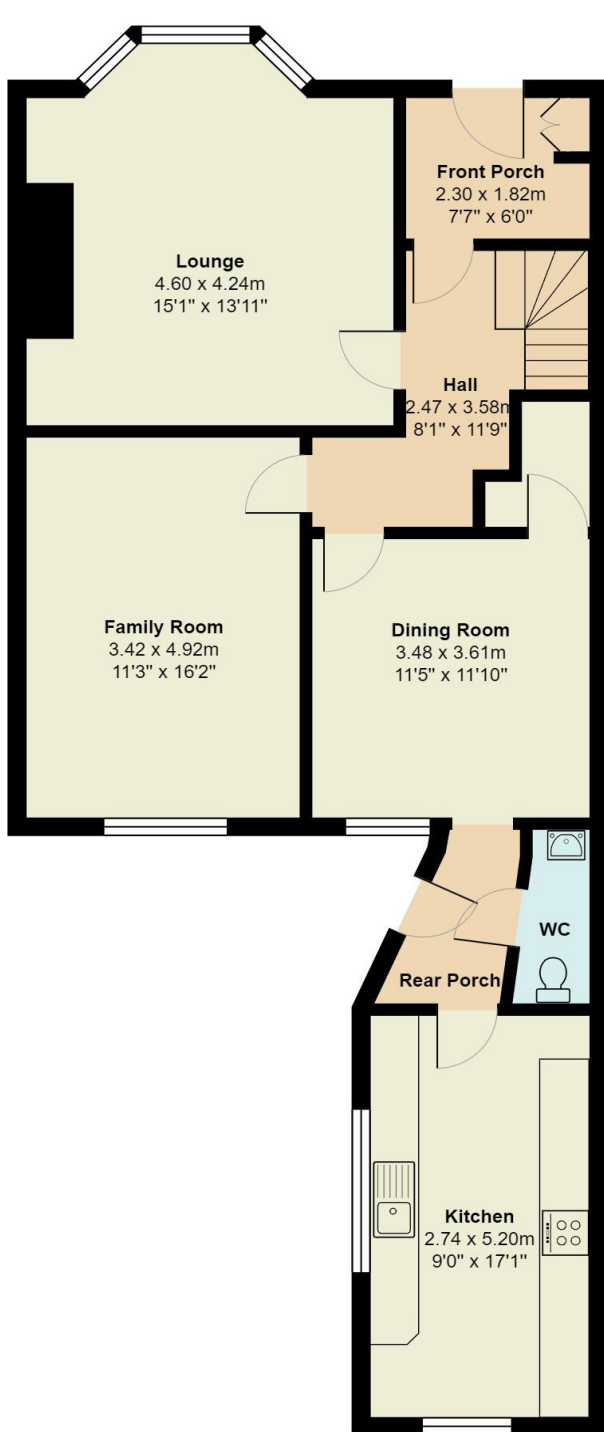 Front Porch
2.30 x 1.82m
7'7" x 6'0"
Lounge
4.60 x 4.24m
15'1" x 13'11"
Hall
2.47 x 3.58m
8'1" x 11'9"
Family Room
3.42 x 4.92m
11'3" x 16'2"
Dining Room
3.48 x 3.61m
11'5" x 11'10"
WC
Rear Porch
Kitchen
2.74 x 5.20m
9'0" x 17'1"